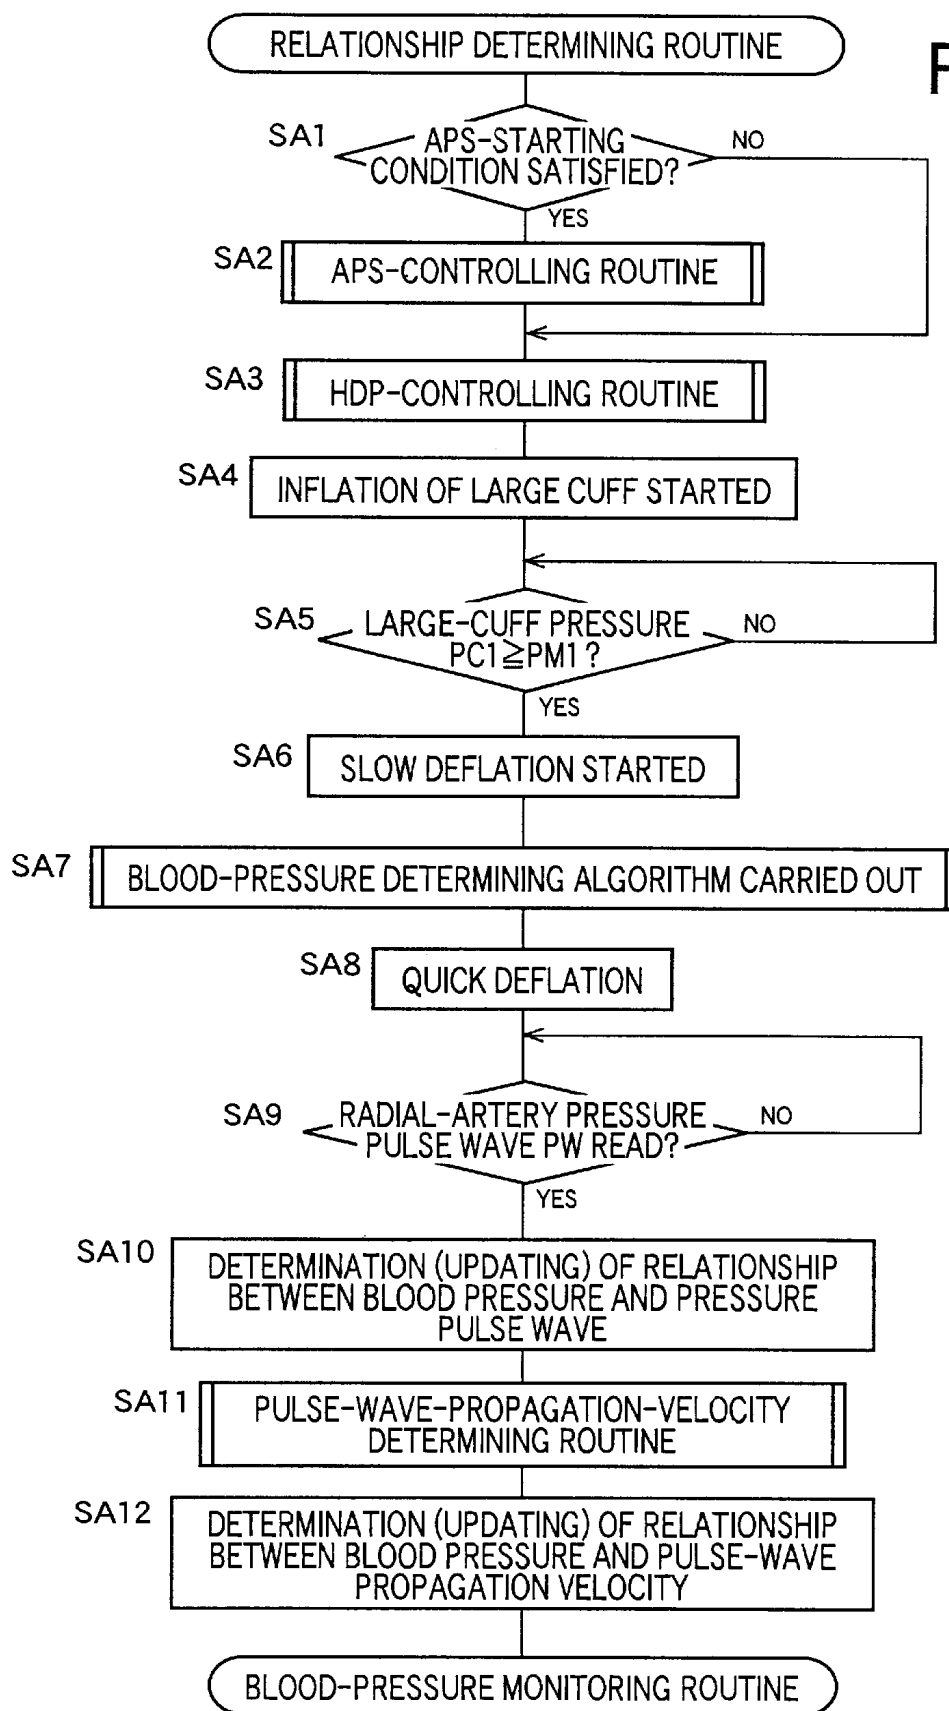 RELATIONSHIP DETERMINING ROUTINE
F
SA1
APS-STARTING
CONDITION SATISFIED?
NO
YES
SA2
APS-CONTROLLING ROUTINE
SA3
HDP-CONTROLLING ROUTINE
SA4
INFLATION OF LARGE CUFF STARTED
SA5
LARGE-CUFF PRESSURE
PC1≧PM1?
NO
YES
SA6
SLOW DEFLATION STARTED
SA7
BLOOD-PRESSURE DETERMINING ALGORITHM CARRIED OUT
SA8
QUICK DEFLATION
SA9
RADIAL-ARTERY PRESSURE
PULSE WAVE PW READ?
NO
YES
SA10
DETERMINATION (UPDATING) OF RELATIONSHIP
BETWEEN BLOOD PRESSURE AND PRESSURE
PULSE WAVE
SA11
PULSE-WAVE-PROPAGATION-VELOCITY
DETERMINING ROUTINE
SA12
DETERMINATION (UPDATING) OF RELATIONSHIP
BETWEEN BLOOD PRESSURE AND PULSE-WAVE
PROPAGATION VELOCITY
BLOOD-PRESSURE MONITORING ROUTINE